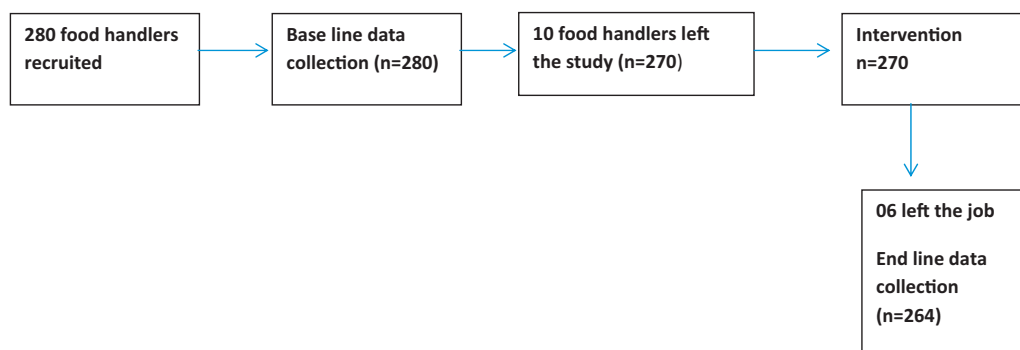 280 food handlers
recruited
Base line data
collection (n=280)
10 food handlers left
the study (n=270)
Intervention
n=270
06 left the job
End line data
collection
(n=264)